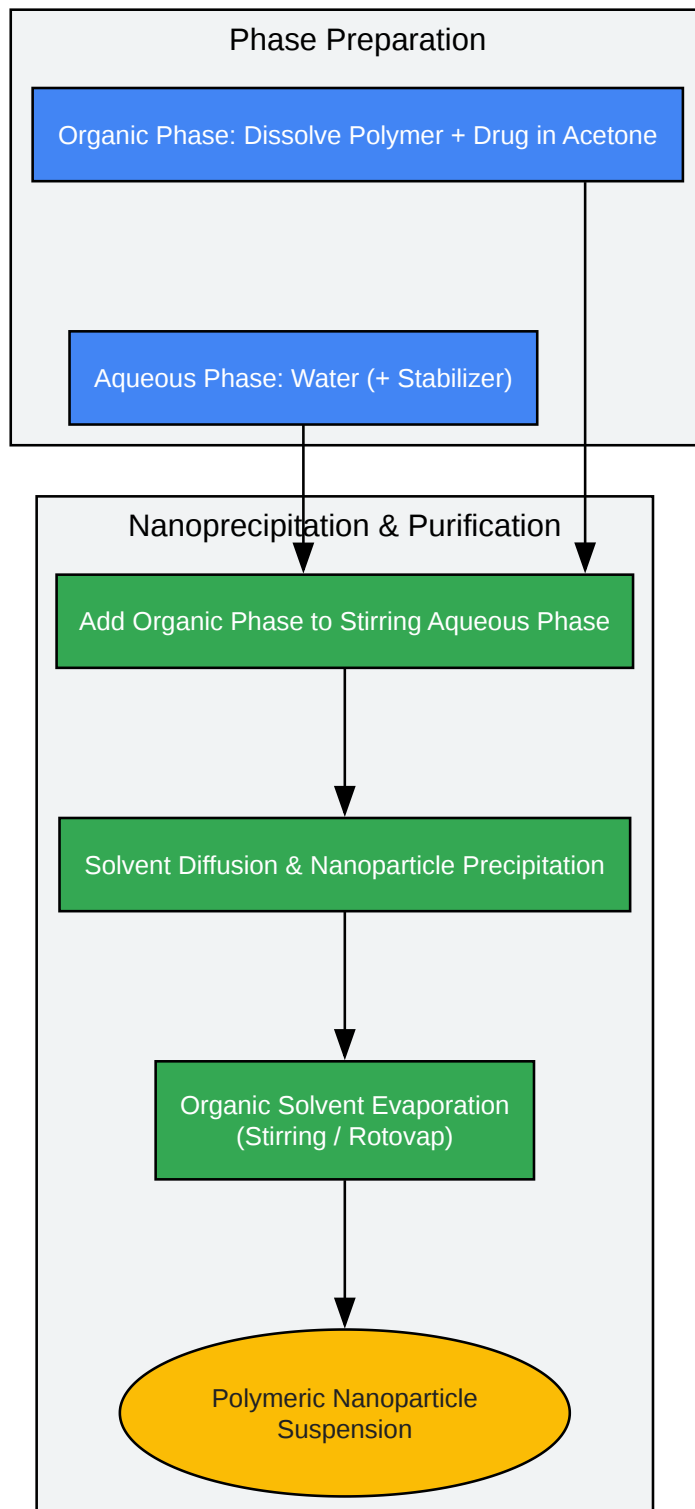 Phase Preparation
Organic Phase: Dissolve Polymer + Drug in Acetone
Aqueous Phase: Water (+ Stabilizer)
Nanoprecipitation & Purification
Add Organic Phase to Stirring Aqueous Phase
Solvent Diffusion & Nanoparticle Precipitation
Organic Solvent Evaporation
(Stirring / Rotovap)
Polymeric Nanoparticle
Suspension